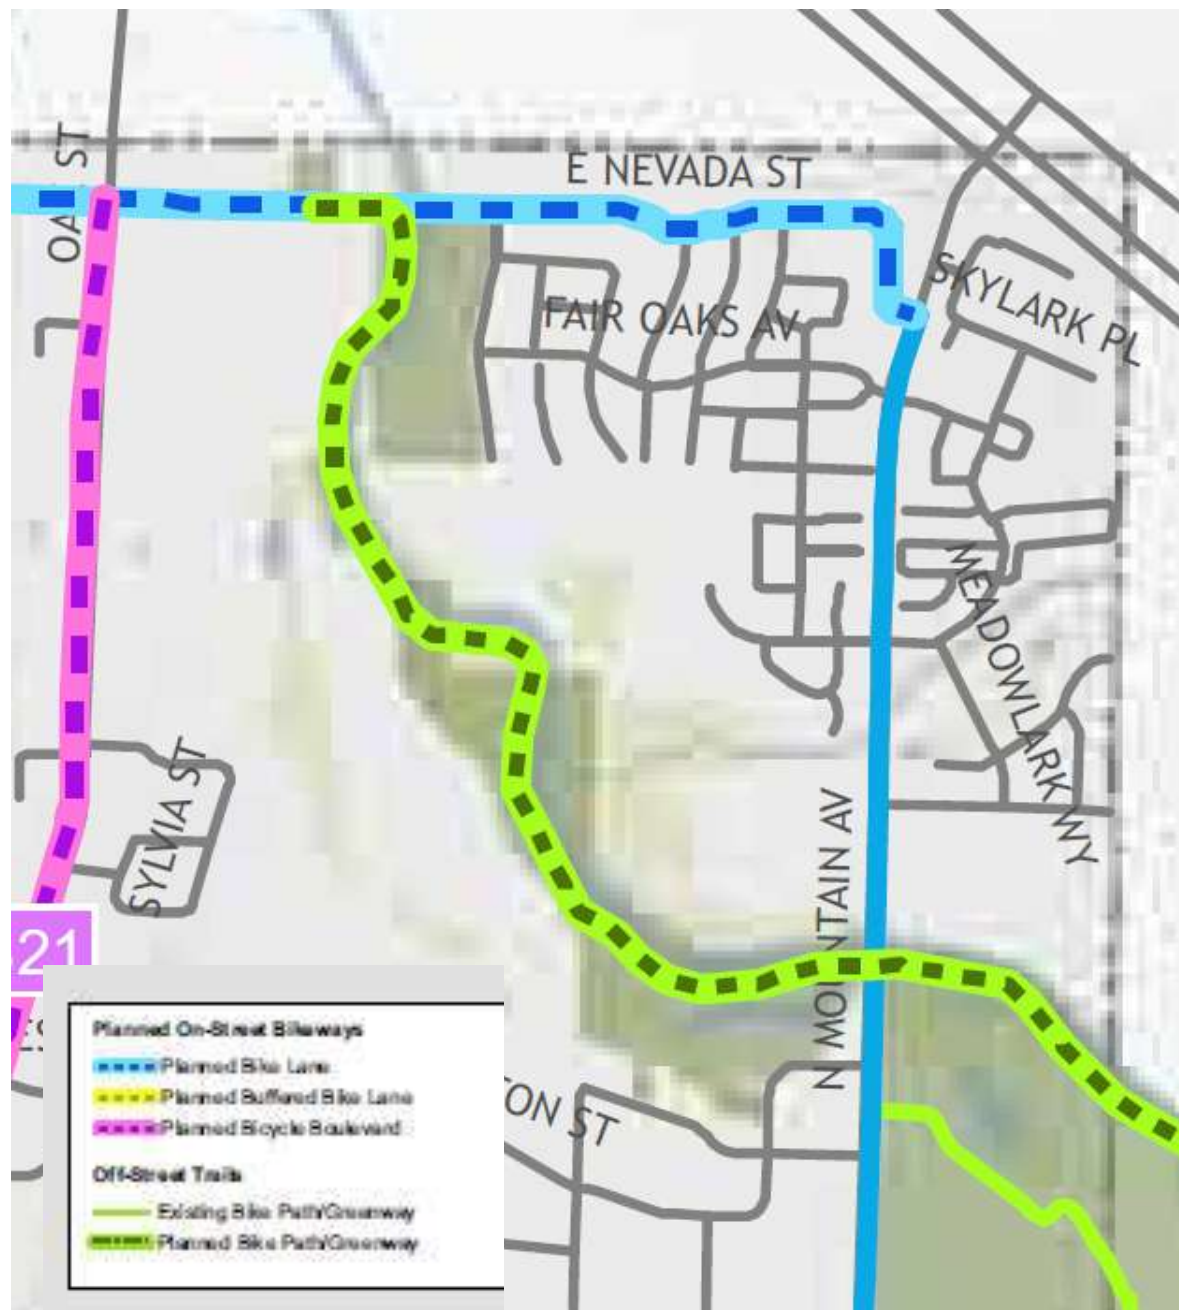 E NEVADA ST
OA ST
SKYLARK PL
FAIR OAKS AV
MEADOWLARK WY
SYLVIA ST
N MOUNTAIN AV
21
Planned On-Street Bikeways
Planned Bike Lane
Planned Buffered Bike Lane
Planned Bicycle Boulevard
Off-Street Trails
Existing Bike Path/Greenway
Planned Bike Path/Greenway
ON ST